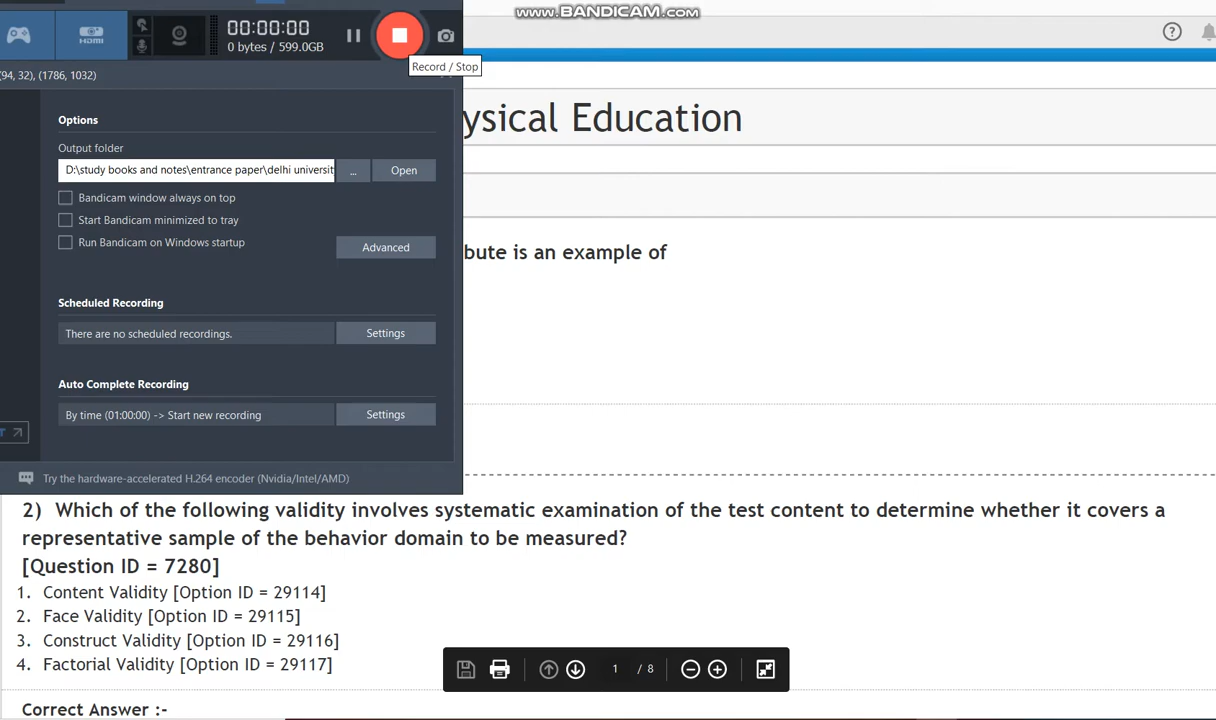 www.BANDICAM.com
00:00:00
0 bytes / 599.0GB
Record / Stop
(94, 32), (1786, 1032)
Options
Output folder
D:\study books and notes\entrance paper\delhi universit
...
Open
Bandicam window always on top
Start Bandicam minimized to tray
Run Bandicam on Windows startup
Advanced
Scheduled Recording
There are no scheduled recordings.
Settings
Auto Complete Recording
By time (01:00:00) -> Start new recording
Settings
Try the hardware-accelerated H.264 encoder (Nvidia/Intel/AMD)
ysical Education
bute is an example of
2) Which of the following validity involves systematic examination of the test content to determine whether it covers a
representative sample of the behavior domain to be measured?
[Question ID = 7280]
1. Content Validity [Option ID = 29114]
2. Face Validity [Option ID = 29115]
3. Construct Validity [Option ID = 29116]
4. Factorial Validity [Option ID = 29117]
1 / 8
Correct Answer :-